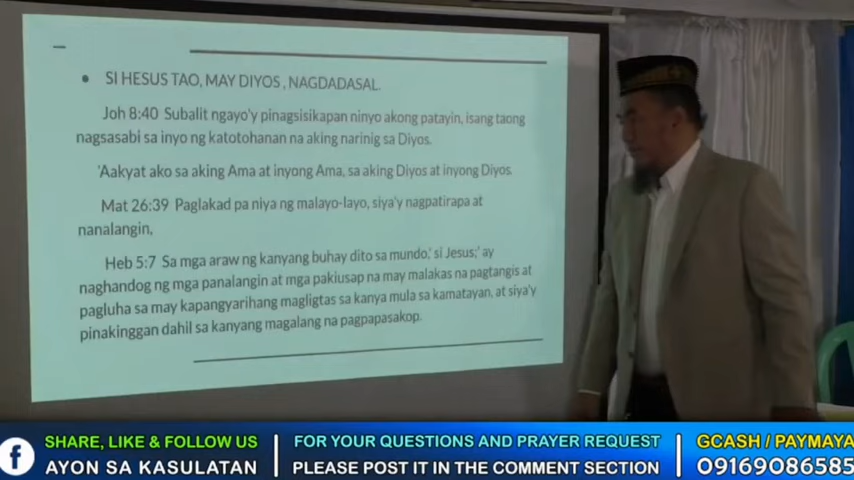 SI HESUS TAO, MAY DIYOS , NAGDADASAL.
Joh 8:40 Subalit ngayo'y pinagsisikapan ninyo akong patayin, isang taong
nagsasabi sa inyo ng katotohanan na aking narinig sa Diyos.
'Aakyat ako sa aking Ama at inyong Ama, sa aking Diyos at inyong Diyos.
Mat 26:39 Paglakad pa niya ng malayo-layo, siya'y nagpatirapa at
nanalangin,
Heb 5:7 Sa mga araw ng kanyang buhay dito sa mundo,' si Jesus;' ay
naghandog ng mga panalangin at mga pakiusap na may malakas na pagtangis at
pagluha sa may kapangyarihang magligtas sa kanya mula sa kamatayan, at siya'y
pinakinggan dahil sa kanyang magalang na pagpapasakop.
f
SHARE, LIKE & FOLLOW US
AYON SA KASULATAN
FOR YOUR QUESTIONS AND PRAYER REQUEST
PLEASE POST IT IN THE COMMENT SECTION
GCASH / PAYMAYA
09169086585